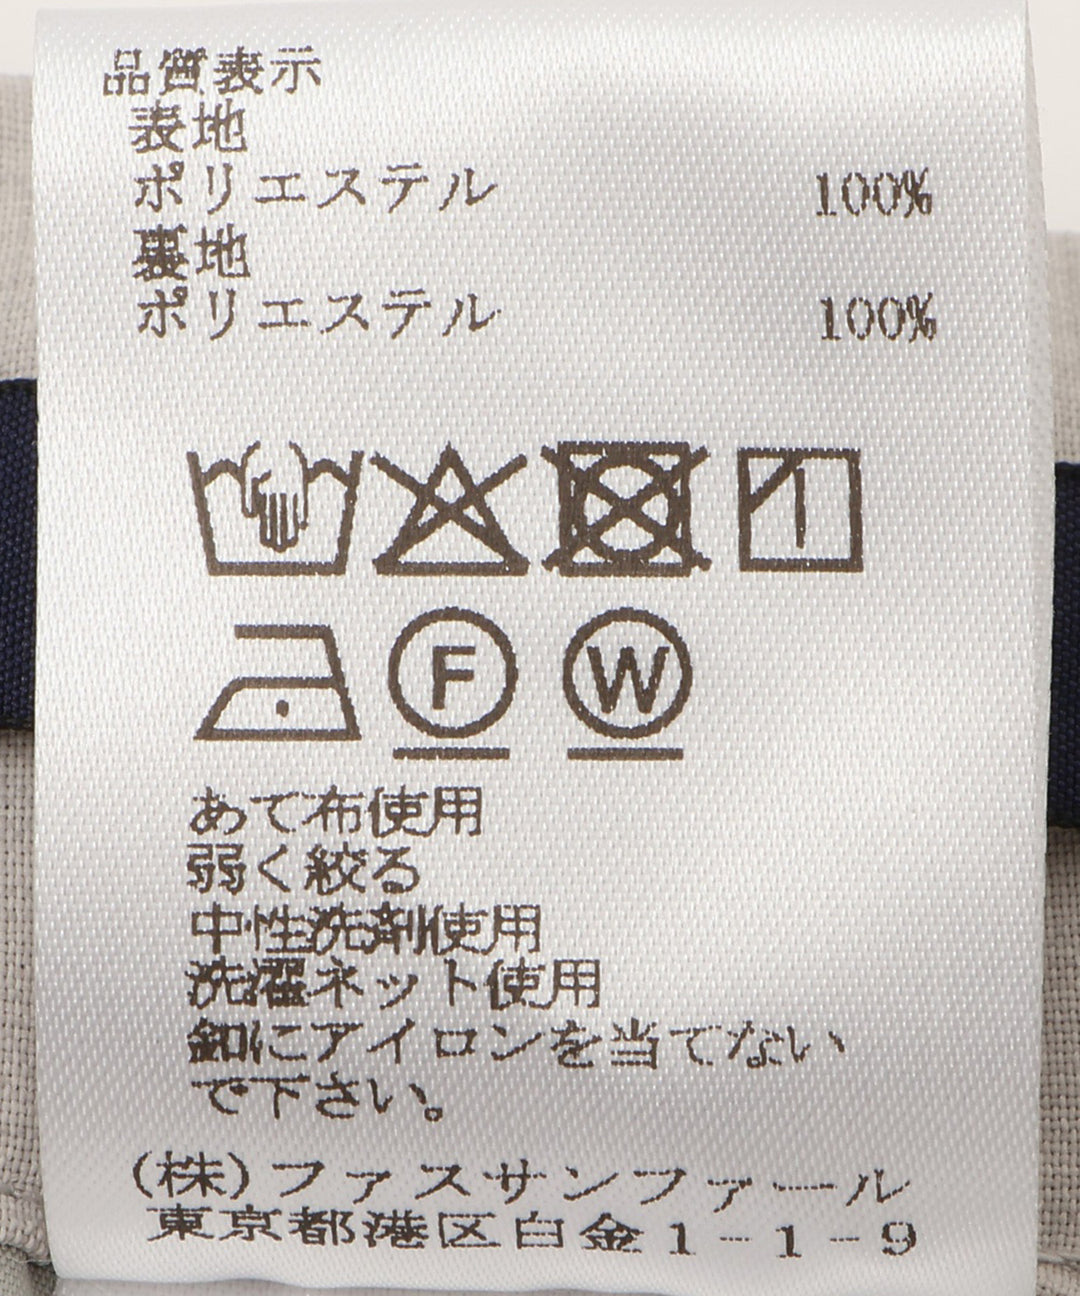 品質表示
表地
ポリエステル 100%
裏地
ポリエステル 100%
F W
あて布使用
弱く絞る
中性洗剤使用
洗濯ネット使用
釦にアイロンを当てない
で下さい。
(株)ファスサンファール
東京都港区白金1-1-9